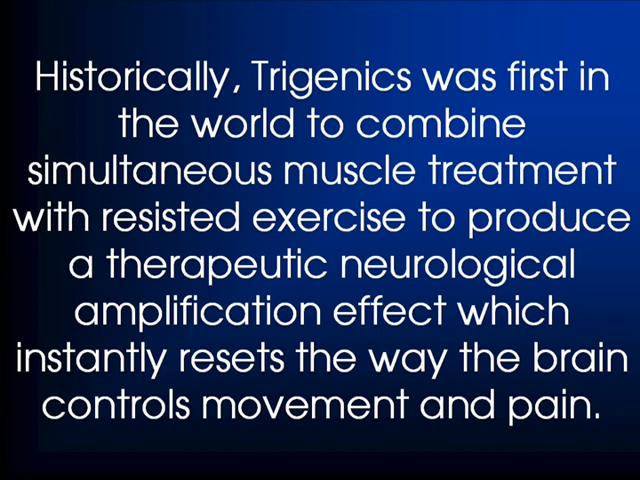 Historically, Trigenics was first in
the world to combine
simultaneous muscle treatment
with resisted exercise to produce
a therapeutic neurological
amplification effect which
instantly resets the way the brain
controls movement and pain.